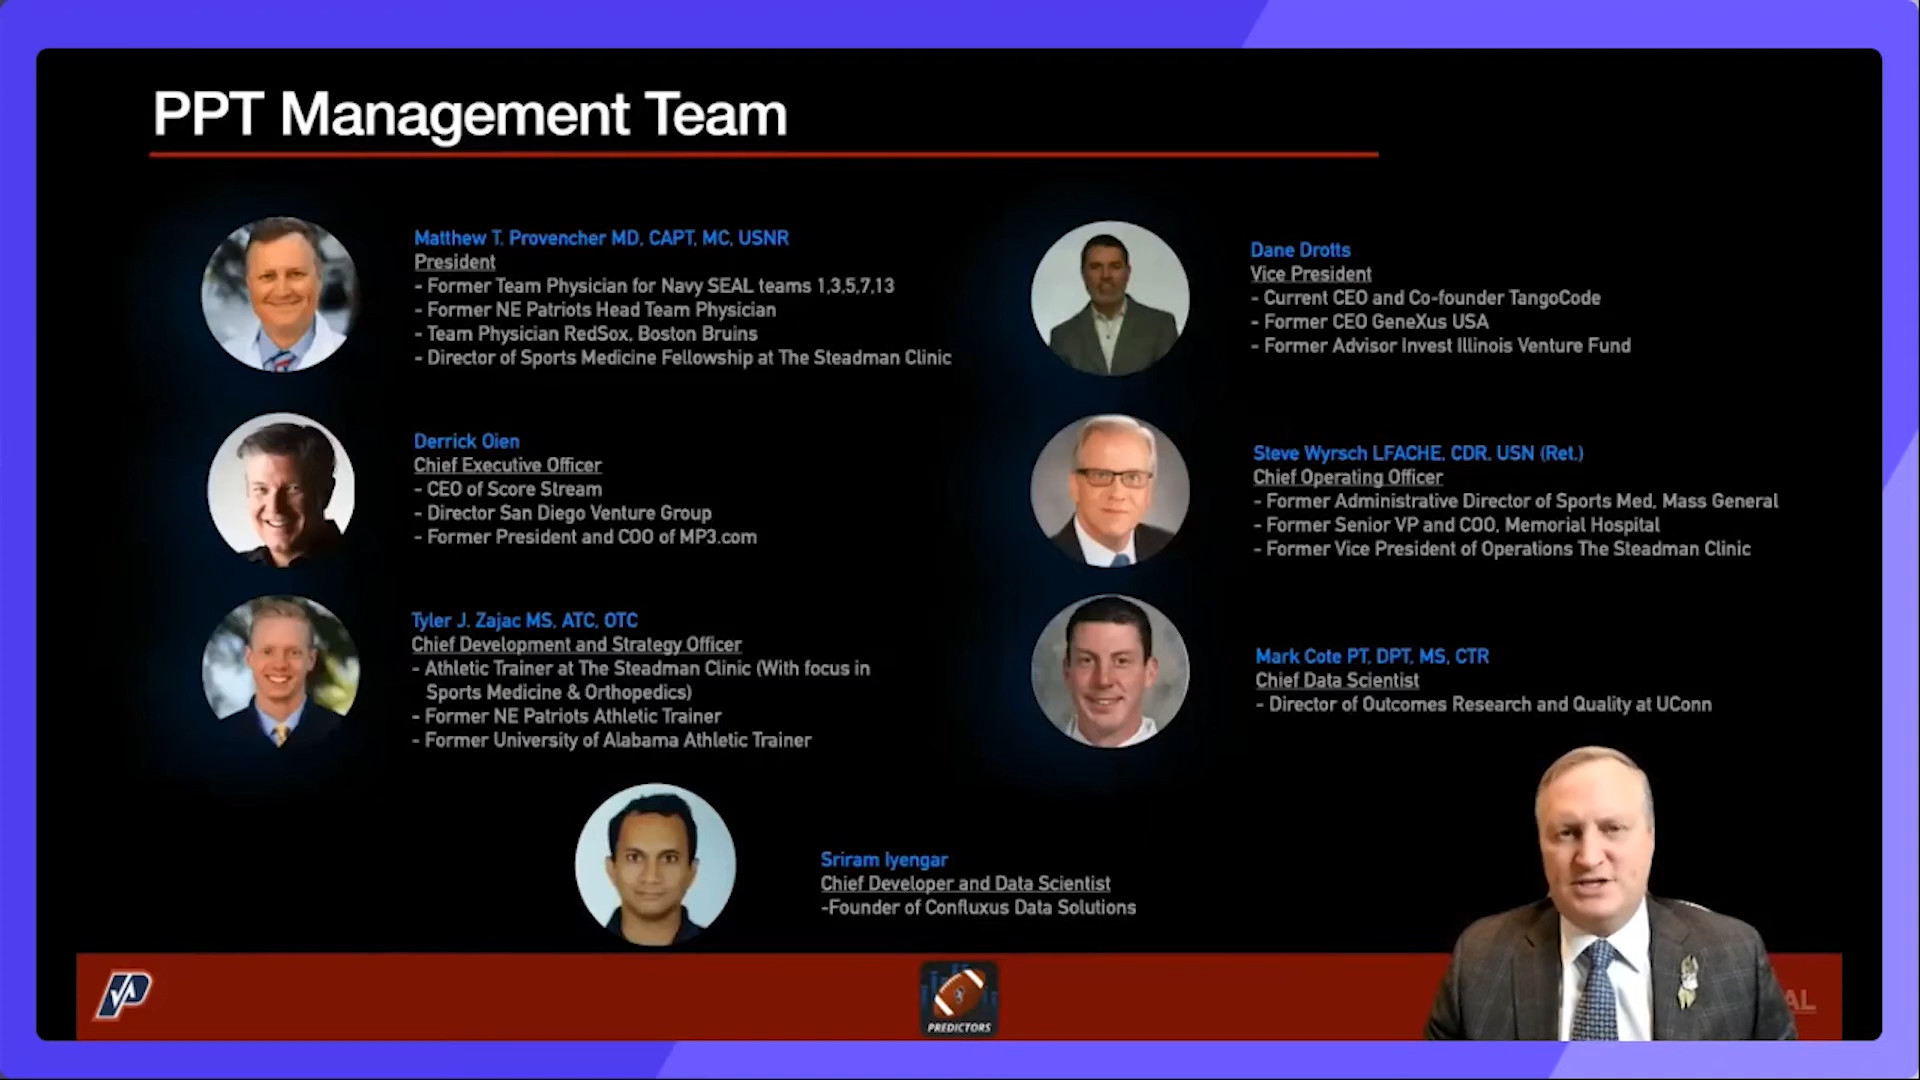 PPT Management Team
Matthew T. Provencher MD, CAPT, MC, USNR
President
- Former Team Physician for Navy SEAL teams 1,3,5,7,13
- Former NE Patriots Head Team Physician
- Team Physician RedSox, Boston Bruins
- Director of Sports Medicine Fellowship at The Steadman Clinic
Dane Drotts
Vice President
- Current CEO and Co-founder TangoCode
- Former CEO GeneXus USA
- Former Advisor Invest Illinois Venture Fund
Derrick Oien
Chief Executive Officer
- CEO of Score Stream
- Director San Diego Venture Group
- Former President and COO of MP3.com
Steve Wyrsch LFACHE, CDR. USN (Ret.)
Chief Operating Officer
- Former Administrative Director of Sports Med, Mass General
- Former Senior VP and COO, Memorial Hospital
- Former Vice President of Operations The Steadman Clinic
Tyler J. Zajac MS, ATC, OTC
Chief Development and Strategy Officer
- Athletic Trainer at The Steadman Clinic (With focus in
Sports Medicine & Orthopedics)
- Former NE Patriots Athletic Trainer
- Former University of Alabama Athletic Trainer
Mark Cote PT, DPT, MS, CTR
Chief Data Scientist
- Director of Outcomes Research and Quality at UConn
Sriram Iyengar
Chief Developer and Data Scientist
-Founder of Confluxus Data Solutions
PREDICTORS
AL